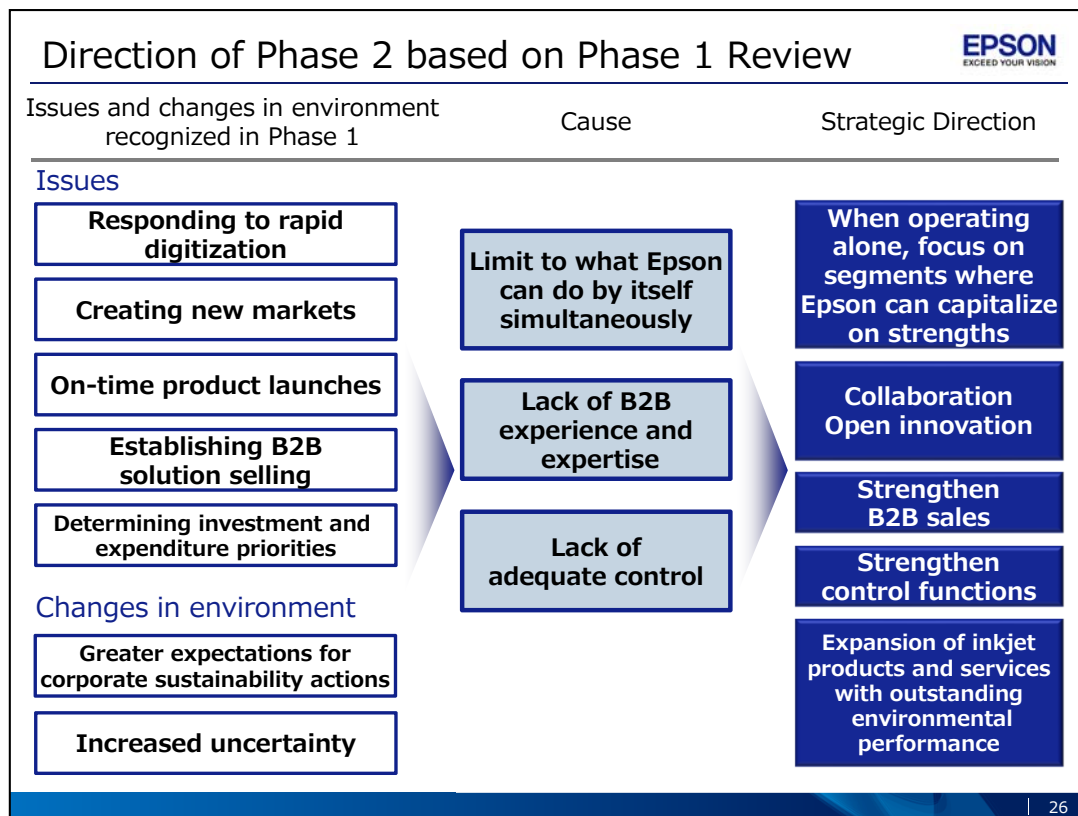 Direction of Phase 2 based on Phase 1 Review
EPSON
EXCEED YOUR VISION
Issues and changes in environment
recognized in Phase 1
Cause
Strategic Direction
Issues
Responding to rapid
digitization
Creating new markets
On-time product launches
Establishing B2B
solution selling
Determining investment and
expenditure priorities
Changes in environment
Greater expectations for
corporate sustainability actions
Increased uncertainty
Limit to what Epson
can do by itself
simultaneously
Lack of B2B
experience and
expertise
Lack of
adequate control
When operating
alone, focus on
segments where
Epson can capitalize
on strengths
Collaboration
Open innovation
Strengthen
B2B sales
Strengthen
control functions
Expansion of inkjet
products and services
with outstanding
environmental
performance
26